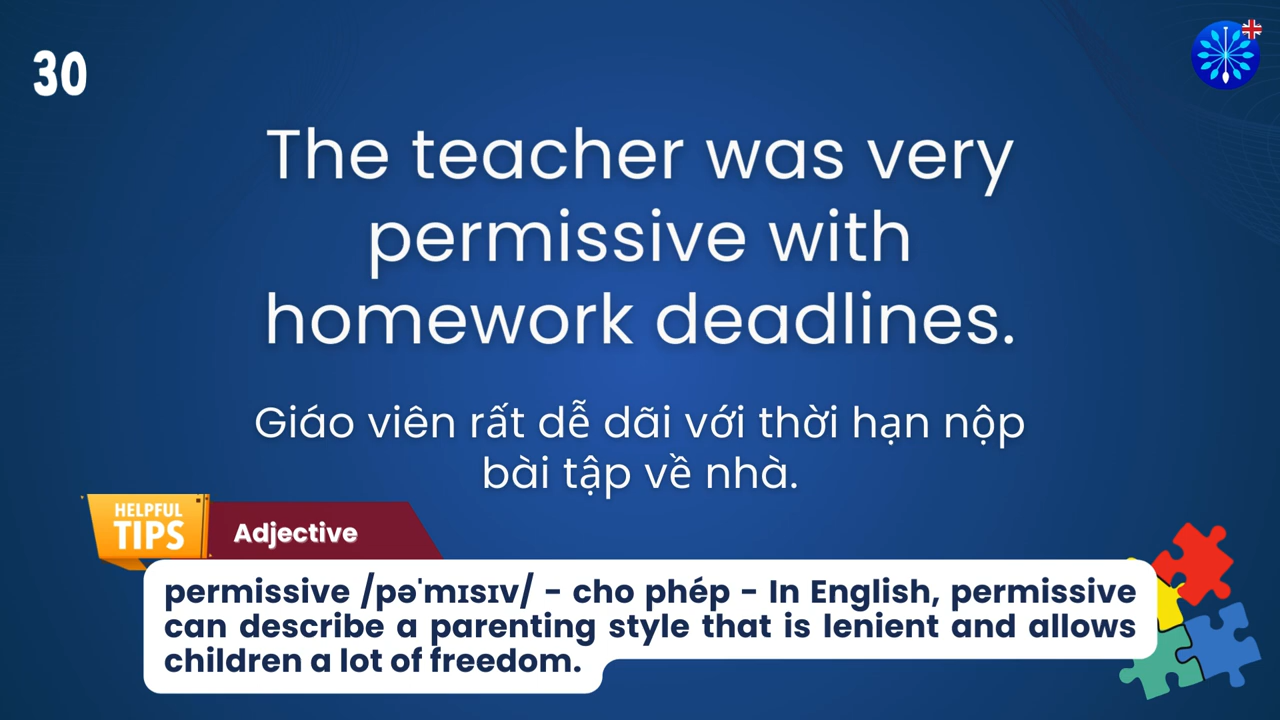 30
The teacher was very
permissive with
homework deadlines.
Giáo viên rất dễ dãi với thời hạn nộp
bài tập về nhà.
HELPFUL
TIPS
Adjective
permissive /pəˈmɪsɪv/ - cho phép - In English, permissive
can describe a parenting style that is lenient and allows
children a lot of freedom.